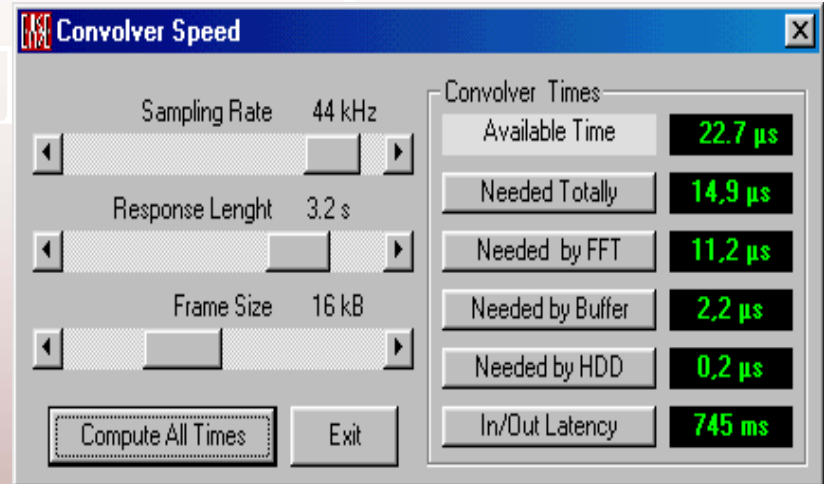 EASE
Convolver Speed
Sampling Rate 44 kHz
Response Lenght 3.2 s
Frame Size 16 kB
Compute All Times
Exit
Convolver Times
Available Time 22.7 µs
Needed Totally 14,9 µs
Needed by FFT 11,2 µs
Needed by Buffer 2,2 µs
Needed by HDD 0,2 µs
In/Out Latency 745 ms